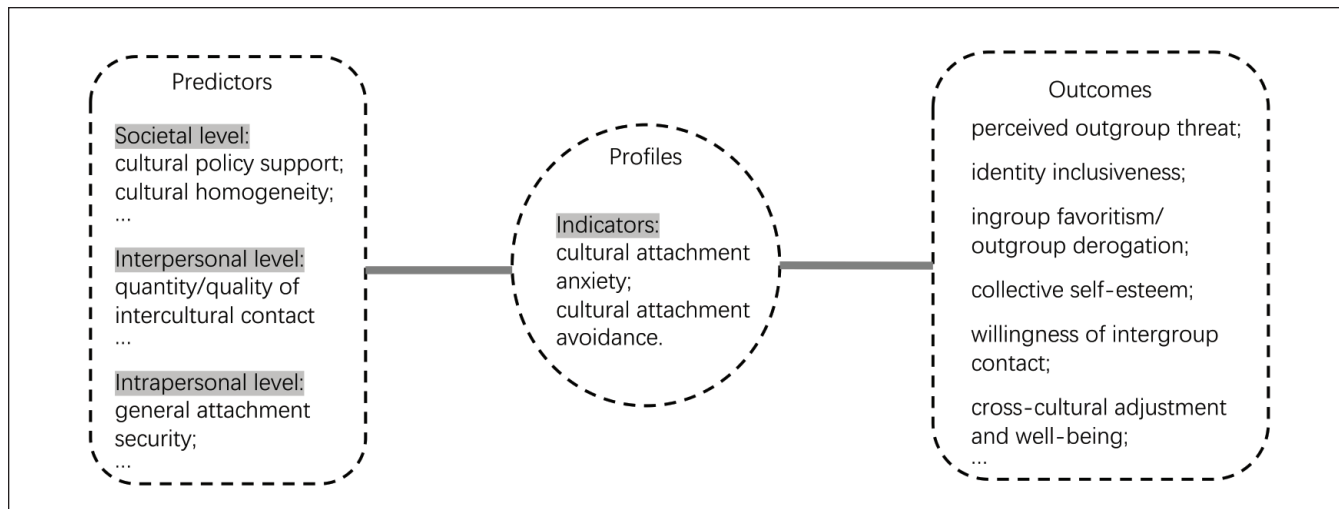 Predictors
Societal level:
cultural policy support;
cultural homogeneity;
...
Interpersonal level:
quantity/quality of
intercultural contact
...
Intrapersonal level:
general attachment
security;
...
Profiles
Indicators:
cultural attachment
anxiety;
cultural attachment
avoidance.
Outcomes
perceived outgroup threat;
identity inclusiveness;
ingroup favoritism/
outgroup derogation;
collective self-esteem;
willingness of intergroup
contact;
cross-cultural adjustment
and well-being;
...